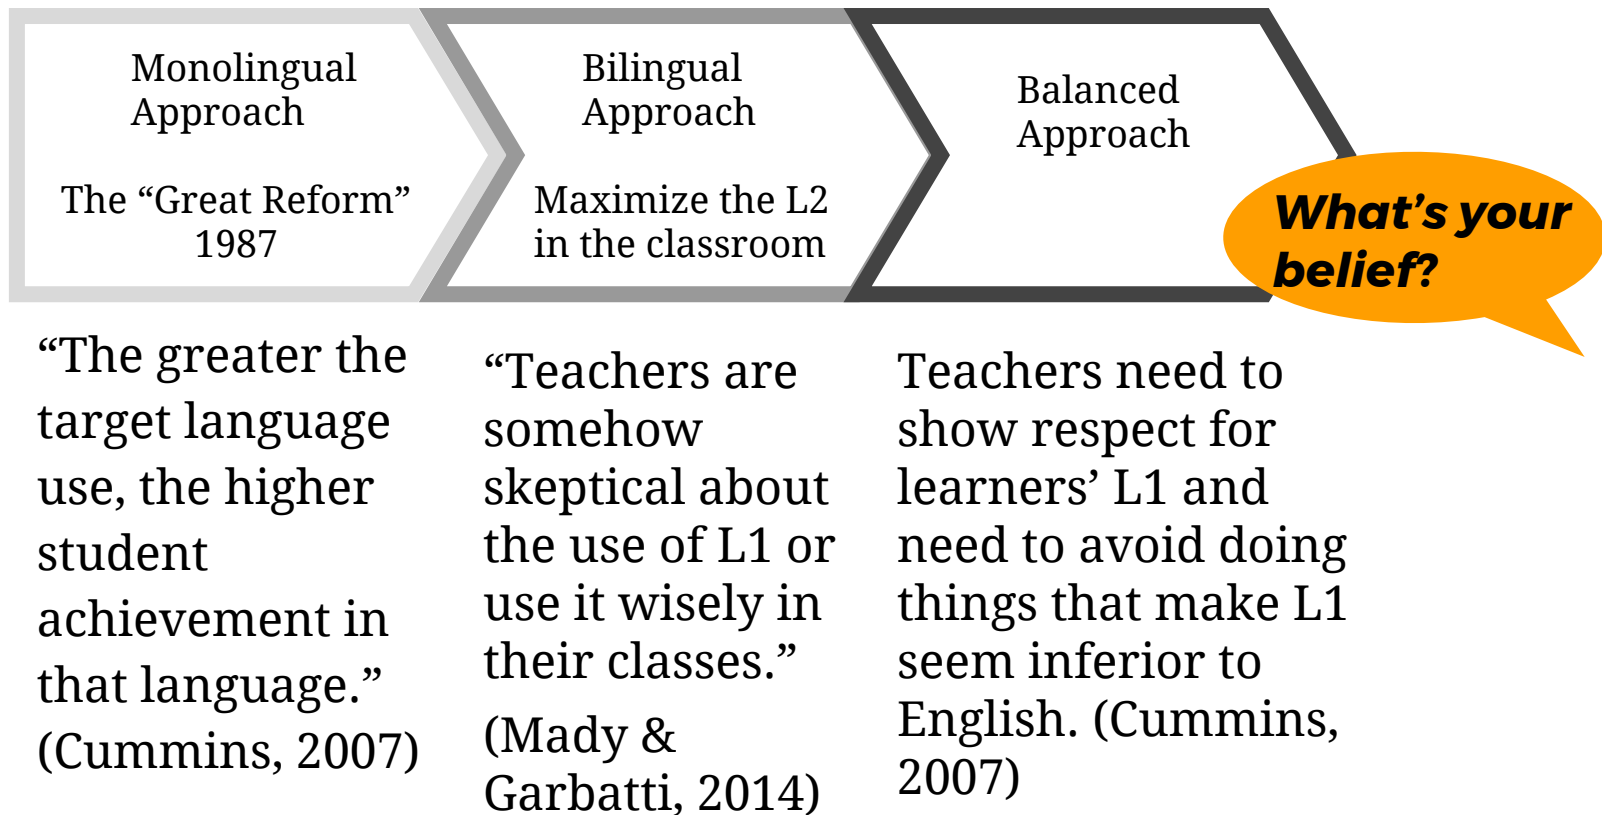 Monolingual
Approach
The “Great Reform”
1987
Bilingual
Approach
Maximize the L2
in the classroom
Balanced
Approach
What’s your
belief?
“The greater the
target language
use, the higher
student
achievement in
that language.”
(Cummins, 2007)
“Teachers are
somehow
skeptical about
the use of L1 or
use it wisely in
their classes.”
(Mady &
Garbatti, 2014)
Teachers need to
show respect for
learners’ L1 and
need to avoid doing
things that make L1
seem inferior to
English. (Cummins,
2007)